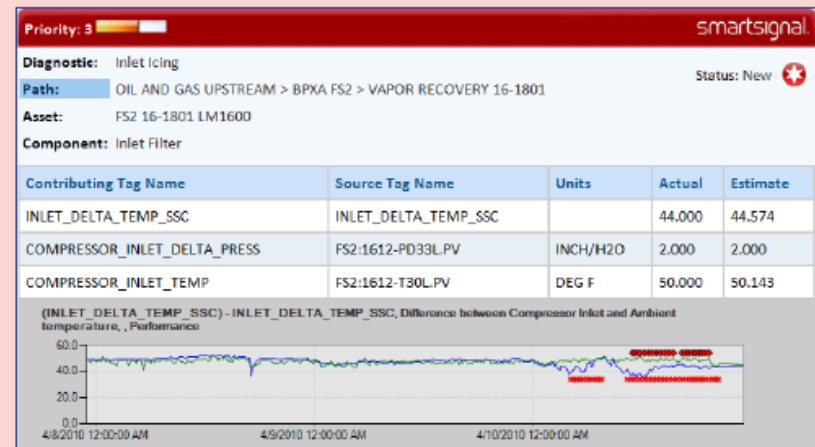 Priority: 3 smartsignal.
Diagnostic: Inlet Icing
Status: New
Path: OIL AND GAS UPSTREAM > BPXA FS2 > VAPOR RECOVERY 16-1801
Asset: FS2 16-1801 LM1600
Component: Inlet Filter
Contributing Tag Name Source Tag Name Units Actual Estimate
INLET_DELTA_TEMP_SSC INLET_DELTA_TEMP_SSC 44.000 44.574
COMPRESSOR_INLET_DELTA_PRESS FS2:1612-PD33L.PV INCH/H2O 2.000 2.000
COMPRESSOR_INLET_TEMP FS2:1612-T30L.PV DEG F 50.000 50.143
(INLET_DELTA_TEMP_SSC) - INLET_DELTA_TEMP_SSC, Difference between Compressor Inlet and Ambient
temperature, , Performance
60.0
40.0
20.0
0.0
4/8/2010 12:00:00 AM 4/9/2010 12:00:00 AM 4/10/2010 12:00:00 AM